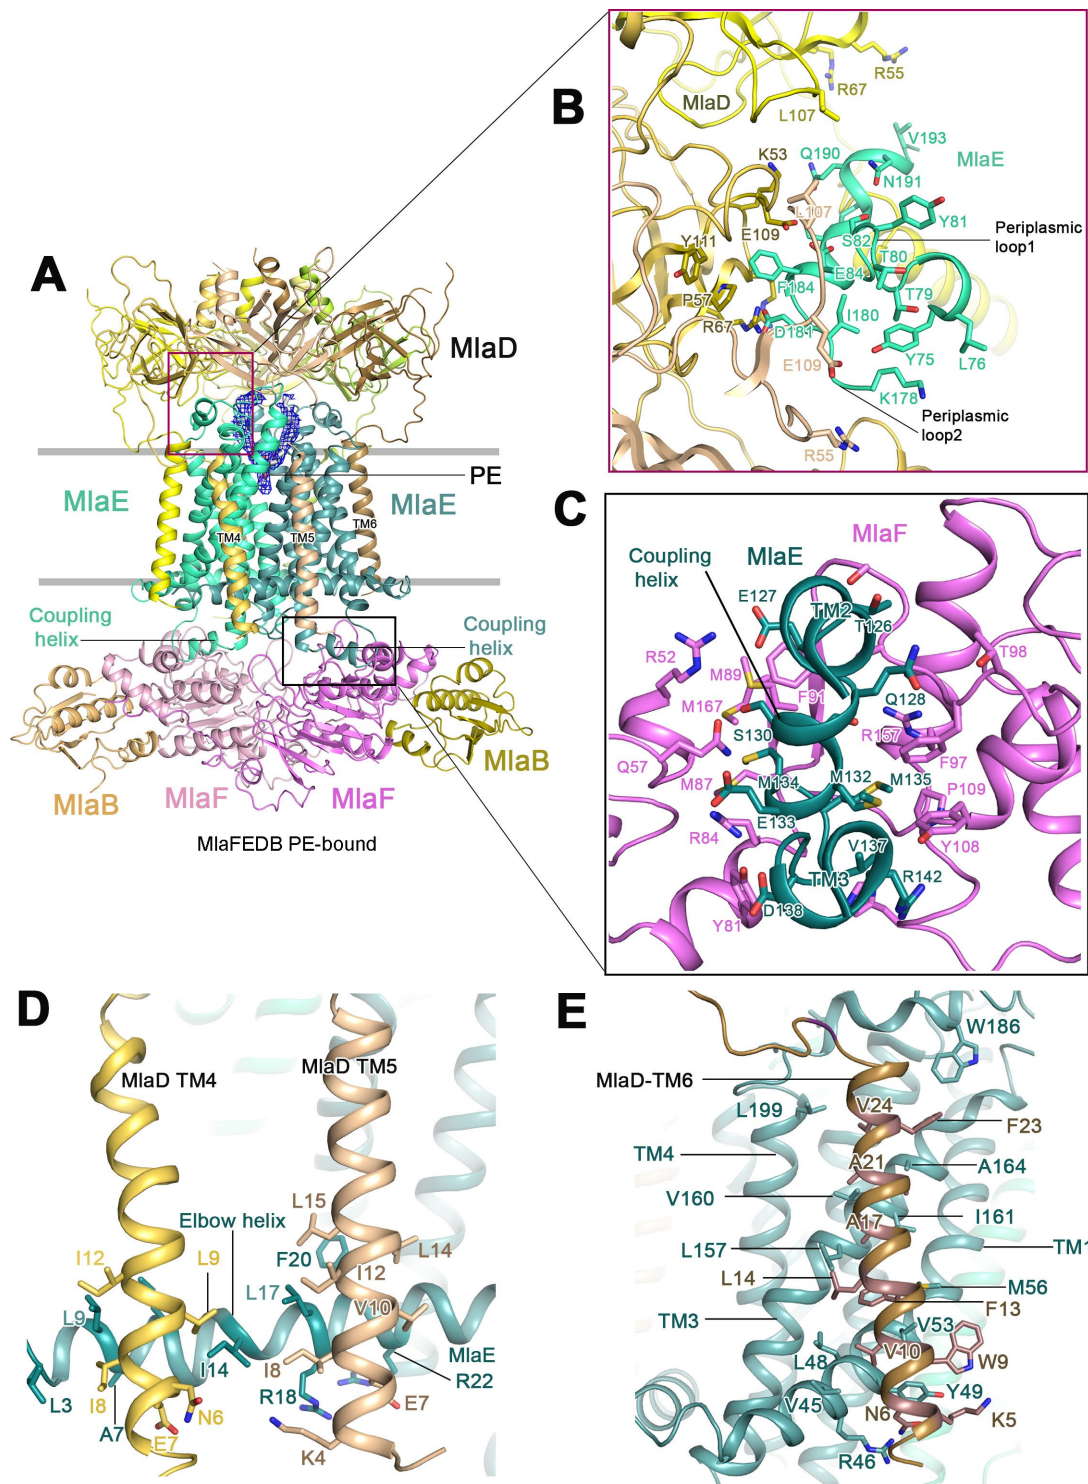 A
MlaD
MlaE
PE
MlaE
TM4
TM5
TM6
Coupling
helix
Coupling
helix
MlaB
MlaF
MlaF
MlaB
MlaFEDB PE-bound
B
R55
R67
MlaD
L107
V193
K53
Q190
MlaE
N191
L107
Y81
E109
S82
Periplasmic
loop1
Y111
T80
E84
F184
P57
T79
I180
R67
D181
Y75
E109
L76
K178
Periplasmic
loop2
R55
C
MlaF
MlaE
Coupling
helix
E127
TM2
T126
R52
T98
M89
F91
Q128
M167
S130
R157
F97
Q57
M87
M134
M132
M135
P109
E133
R84
V137
Y108
TM3
R142
D138
Y81
D
MlaD TM4
MlaD TM5
L15
Elbow helix
I12
L9
F20
L14
I12
L17
L9
V10
MlaE
I14
I8
R22
L3
I8
R18
E7
A7
N6
E7
K4
E
W186
MlaD-TM6
V24
L199
F23
TM4
A21
A164
V160
A17
I161
L157
TM1
L14
M56
F13
TM3
V53
V10
L48
W9
Y49
V45
N6
K5
R46